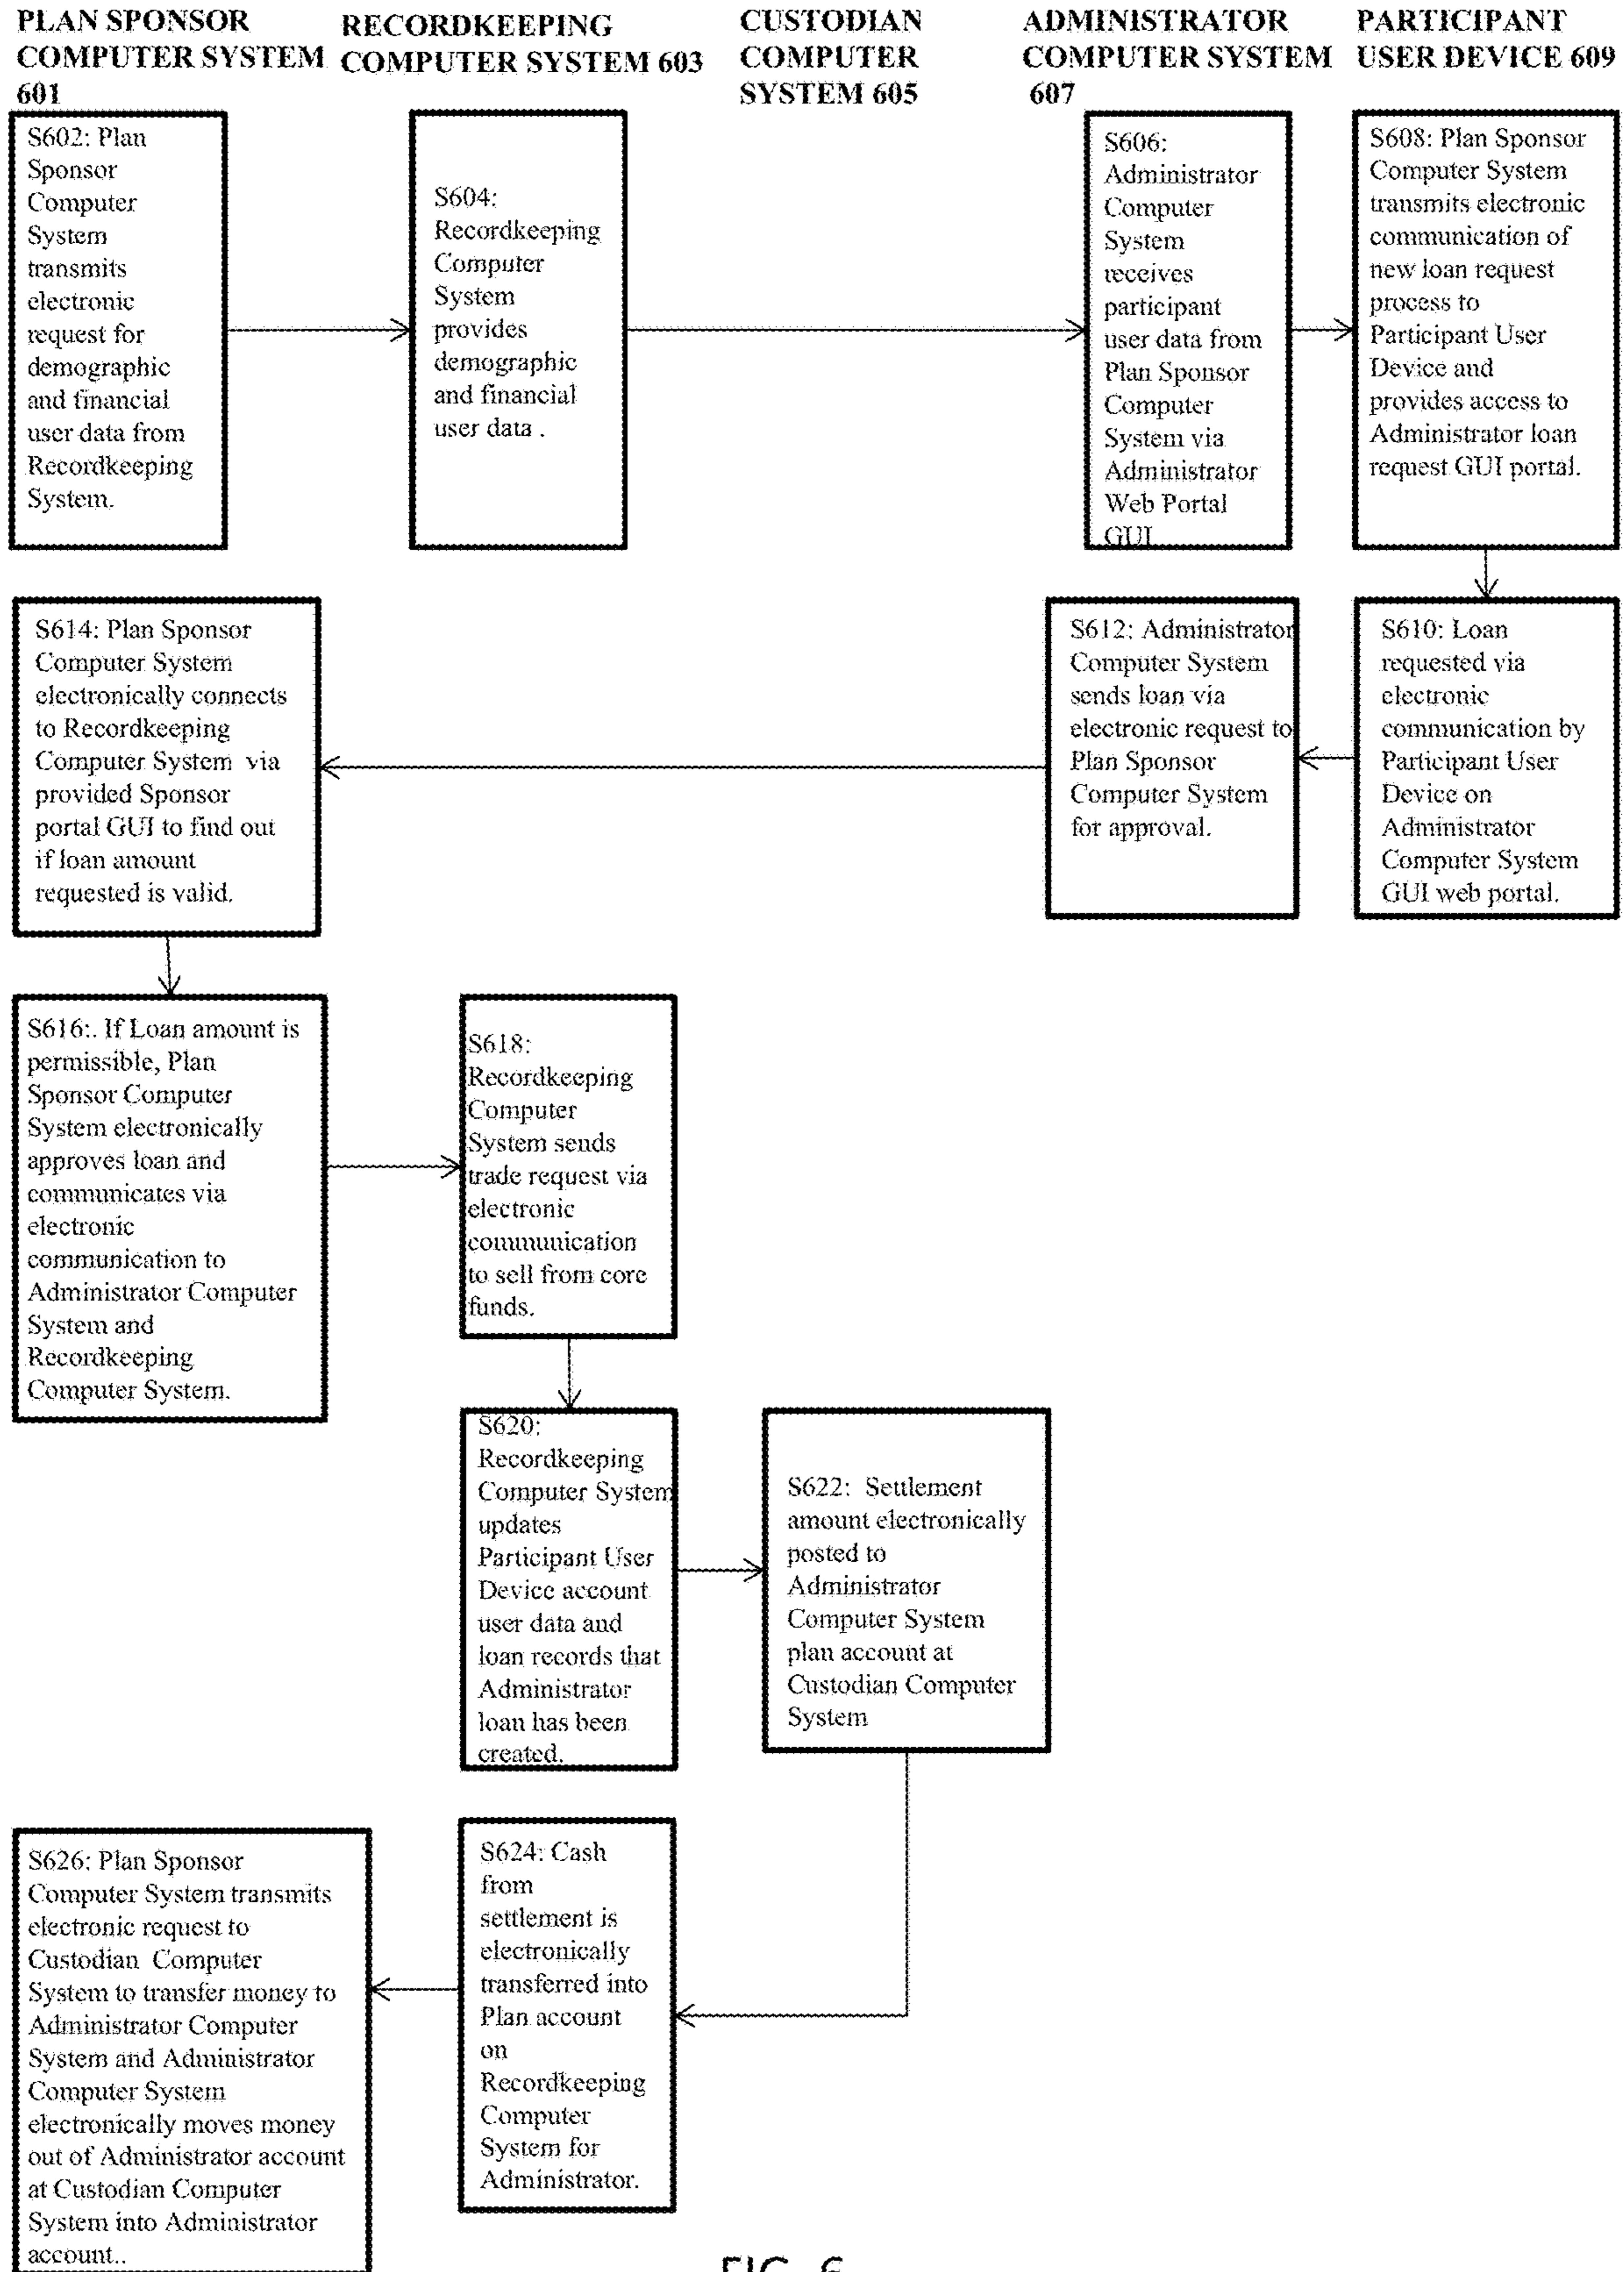 PLAN SPONSOR
COMPUTER SYSTEM
601
RECORDKEEPING
COMPUTER SYSTEM 603
CUSTODIAN
COMPUTER
SYSTEM 605
ADMINISTRATOR
COMPUTER SYSTEM
607
PARTICIPANT
USER DEVICE 609
S602: Plan
Sponsor
Computer
System
transmits
electronic
request for
demographic
and financial
user data from
Recordkeeping
System.
S604:
Recordkeeping
Computer
System
provides
demographic
and financial
user data .
S606:
Administrator
Computer
System
receives
participant
user data from
Plan Sponsor
Computer
System via
Administrator
Web Portal
GUI
S608: Plan Sponsor
Computer System
transmits electronic
communication of
new loan request
process to
Participant User
Device and
provides access to
Administrator loan
request GUI portal.
S610: Loan
requested via
electronic
communication by
Participant User
Device on
Administrator
Computer System
GUI web portal.
S612: Administrator
Computer System
sends loan via
electronic request to
Plan Sponsor
Computer System
for approval.
S614: Plan Sponsor
Computer System
electronically connects
to Recordkeeping
Computer System via
provided Sponsor
portal GUI to find out
if loan amount
requested is valid.
S616:. If Loan amount is
permissible, Plan
Sponsor Computer
System electronically
approves loan and
communicates via
electronic
communication to
Administrator Computer
System and
Recordkeeping
Computer System.
S618:
Recordkeeping
Computer
System sends
trade request via
electronic
communication
to sell from core
funds.
S620:
Recordkeeping
Computer System
updates
Participant User
Device account
user data and
loan records that
Administrator
loan has been
created.
S622: Settlement
amount electronically
posted to
Administrator
Computer System
plan account at
Custodian Computer
System
S624: Cash
from
settlement is
electronically
transferred into
Plan account
on
Recordkeeping
Computer
System for
Administrator.
S626: Plan Sponsor
Computer System transmits
electronic request to
Custodian Computer
System to transfer money to
Administrator Computer
System and Administrator
Computer System
electronically moves money
out of Administrator account
at Custodian Computer
System into Administrator
account..
FIG. 6